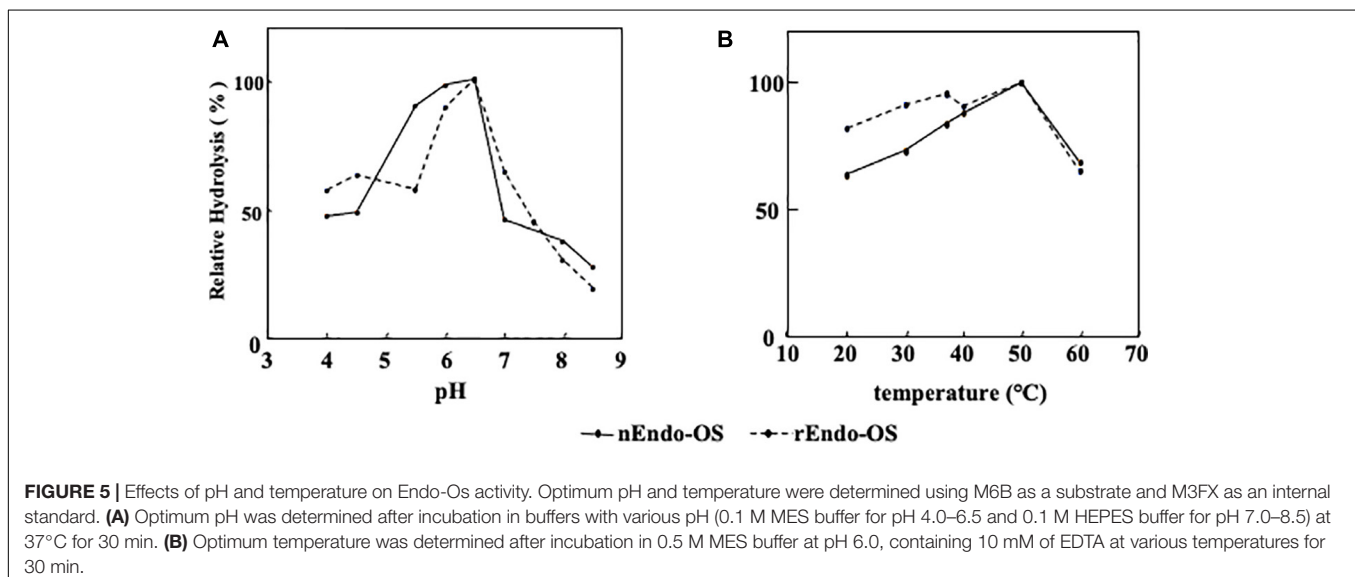 A
B
Relative Hydrolysis ( % )
100
50
0
3 4 5 6 7 8 9
pH
100
50
0
10 20 30 40 50 60 70
temperature (°C)
nEndo-OS rEndo-OS
FIGURE 5 | Effects of pH and temperature on Endo-Os activity. Optimum pH and temperature were determined using M6B as a substrate and M3FX as an internal
standard. (A) Optimum pH was determined after incubation in buffers with various pH (0.1 M MES buffer for pH 4.0–6.5 and 0.1 M HEPES buffer for pH 7.0–8.5) at
37°C for 30 min. (B) Optimum temperature was determined after incubation in 0.5 M MES buffer at pH 6.0, containing 10 mM of EDTA at various temperatures for
30 min.